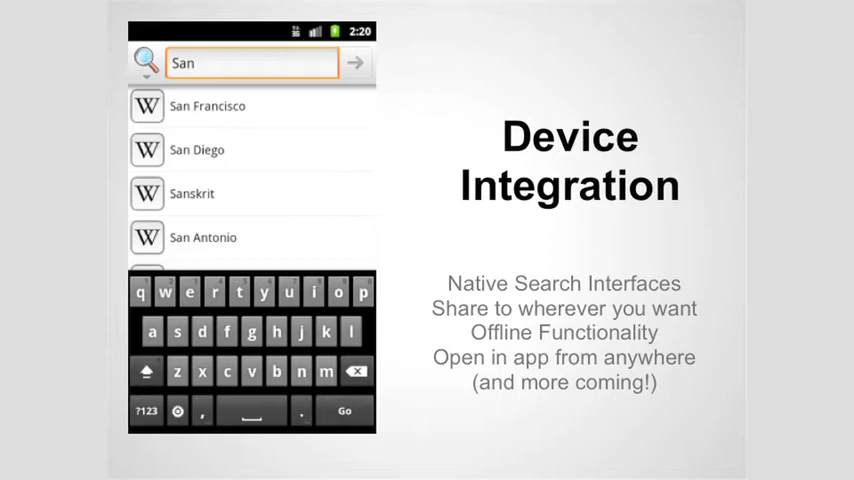 3G 2:20
San
W San Francisco
W San Diego
W Sanskrit
W San Antonio
q w e r t y u i o p
a s d f g h j k l
z x c v b n m
?123 , . Go
Device
Integration
Native Search Interfaces
Share to wherever you want
Offline Functionality
Open in app from anywhere
(and more coming!)